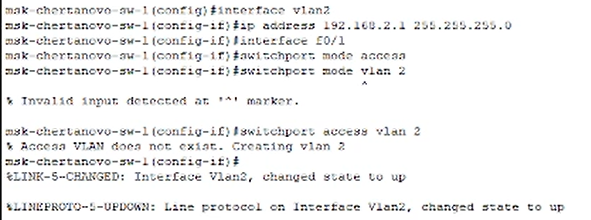 msk-chertanovo-sw-1(config)#interface vlan2
msk-chertanovo-sw-1(config-if)#ip address 192.168.2.1 255.255.255.0
msk-chertanovo-sw-1(config-if)#interface f0/1
msk-chertanovo-sw-1(config-if)#switchport mode access
msk-chertanovo-sw-1(config-if)#switchport mode vlan 2
^
% Invalid input detected at '^' marker.
msk-chertanovo-sw-1(config-if)#switchport access vlan 2
% Access VLAN does not exist. Creating vlan 2
msk-chertanovo-sw-1(config-if)#
%LINK-5-CHANGED: Interface Vlan2, changed state to up
%LINEPROTO-5-UPDOWN: Line protocol on Interface Vlan2, changed state to up